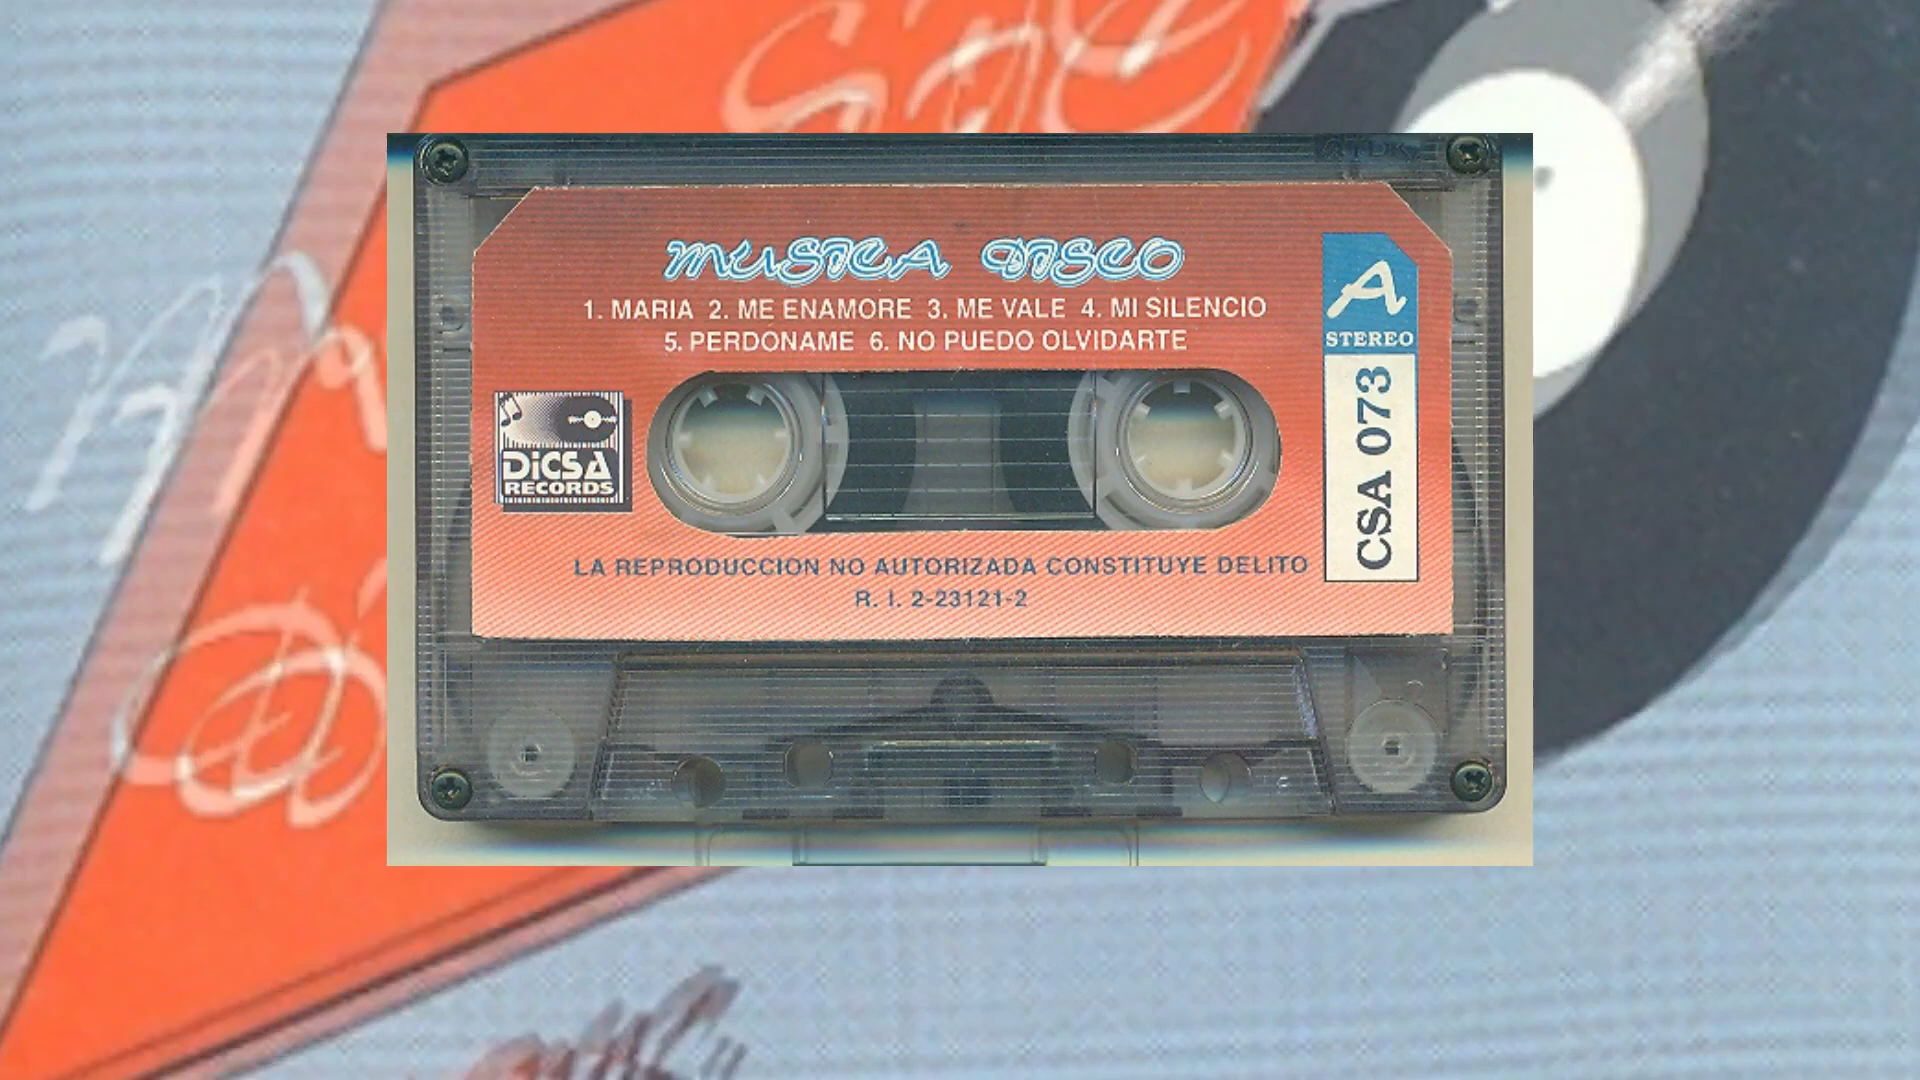 MUSICA DISCO
1. MARIA 2. ME ENAMORE 3. ME VALE 4. MI SILENCIO
5. PERDONAME 6. NO PUEDO OLVIDARTE
A
STEREO
CSA 073
DiCSA
RECORDS
LA REPRODUCCION NO AUTORIZADA CONSTITUYE DELITO
R. I. 2-23121-2